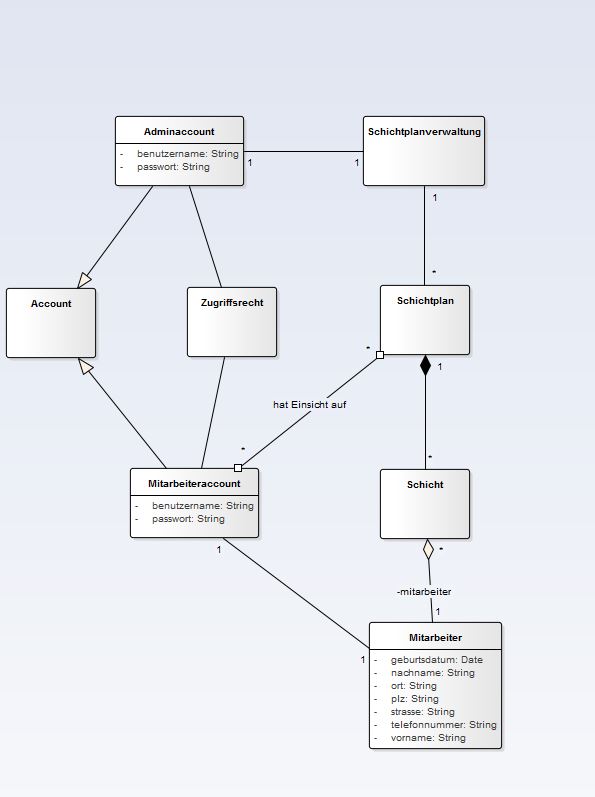 Adminaccount
- benutzername: String
- passwort: String
1
1
Schichtplanverwaltung
1
*
Account
Zugriffsrecht
Schichtplan
*
1
hat Einsicht auf
*
*
Mitarbeiteraccount
- benutzername: String
- passwort: String
1
Schicht
*
-mitarbeiter
1
1
Mitarbeiter
- geburtsdatum: Date
- nachname: String
- ort: String
- plz: String
- strasse: String
- telefonnummer: String
- vorname: String